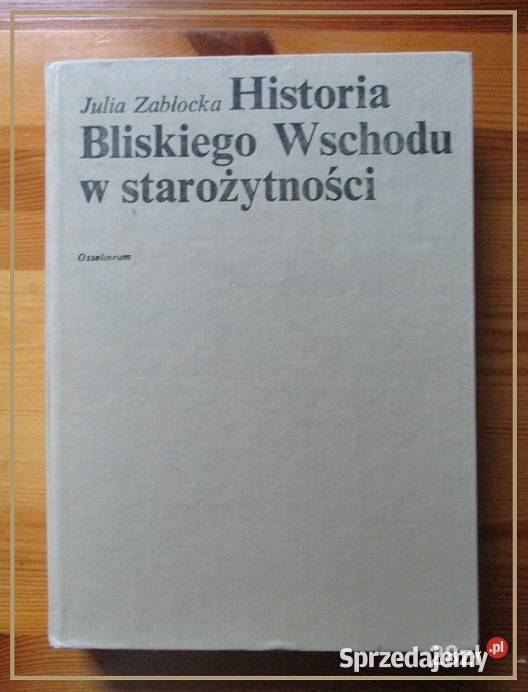 Julia Zabłocka Historia
Bliskiego Wschodu
w starożytności
Ossolineum
Sprzedajemy.pl